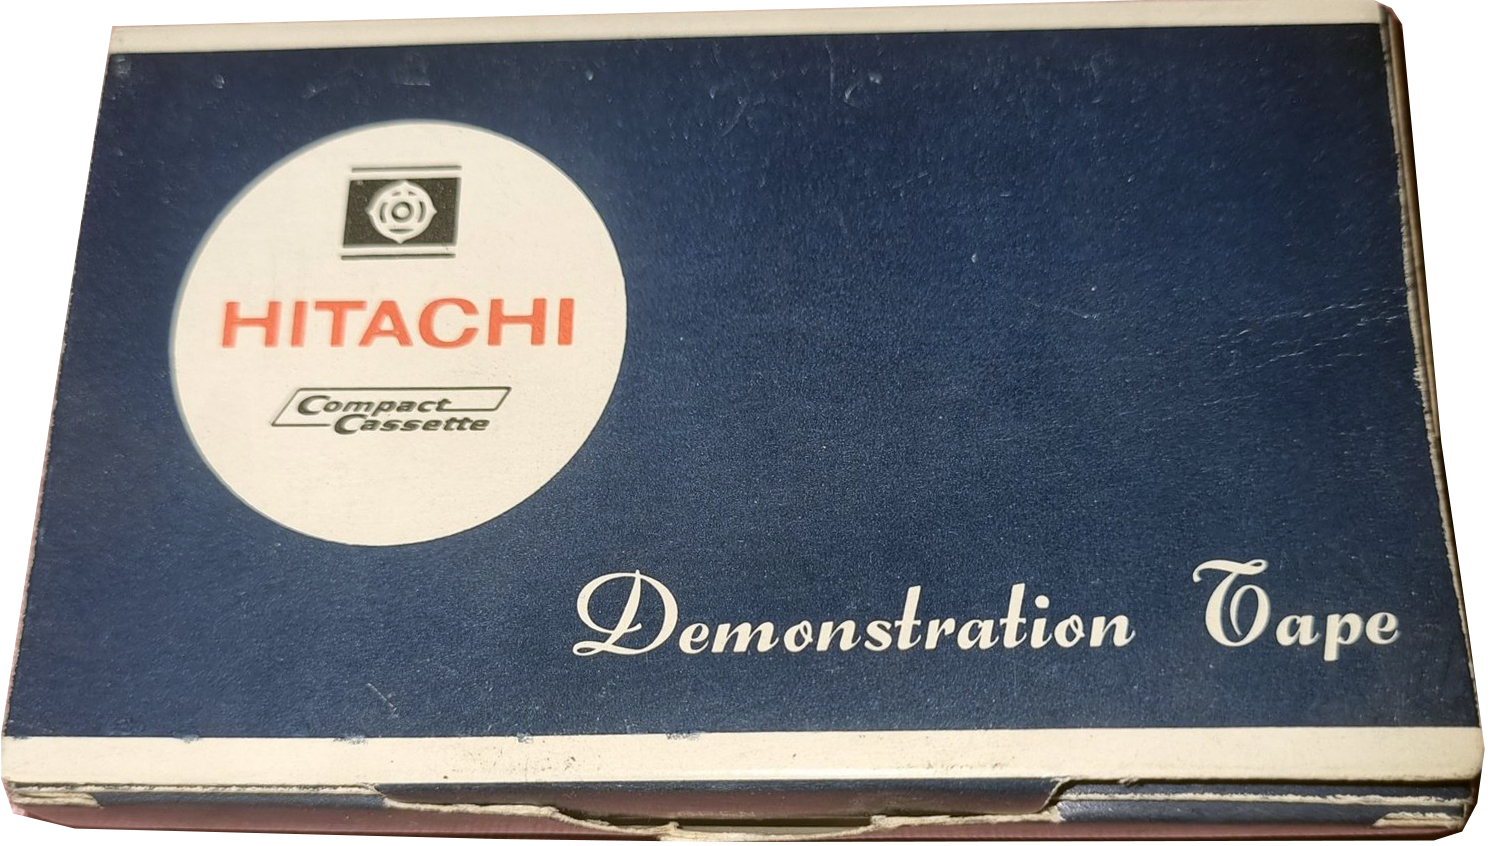 HITACHI
Compact
Cassette
Demonstration Tape